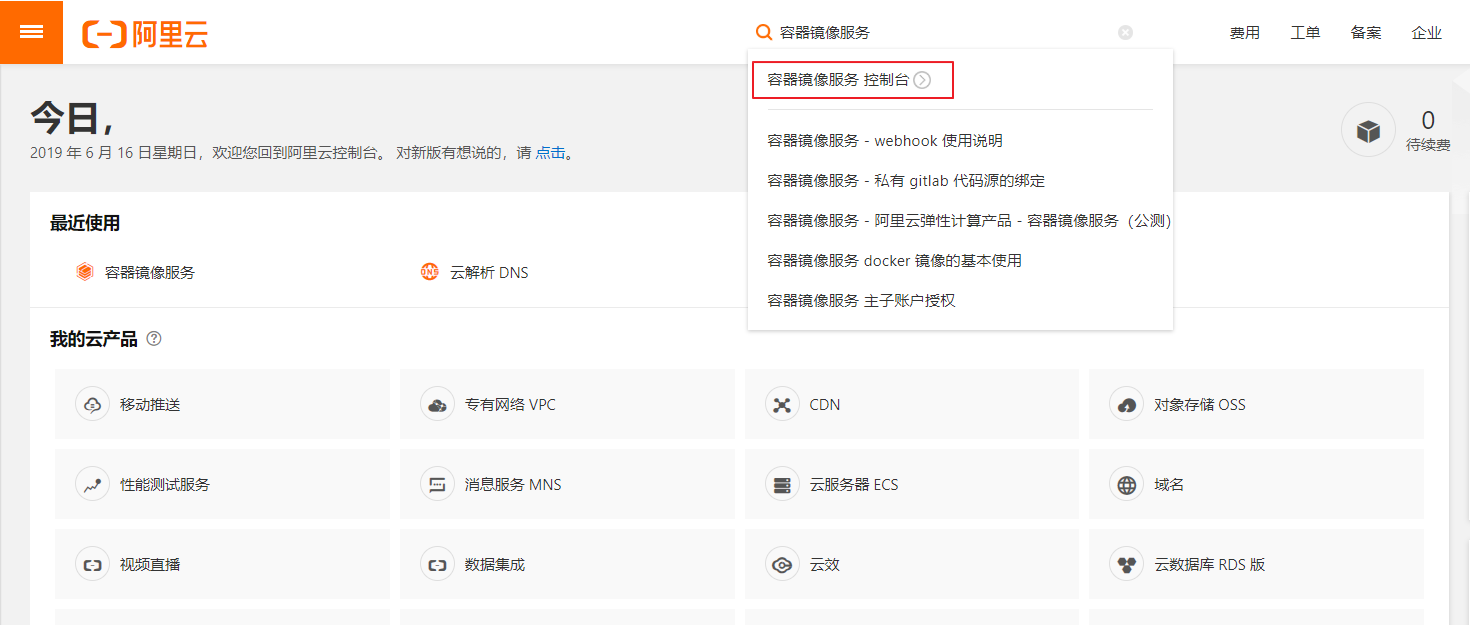 阿里云
容器镜像服务
费用 工单 备案 企业
容器镜像服务 控制台
容器镜像服务 - webhook 使用说明
容器镜像服务 - 私有 gitlab 代码源的绑定
容器镜像服务 - 阿里云弹性计算产品 - 容器镜像服务（公测）
容器镜像服务 docker 镜像的基本使用
容器镜像服务 主子账户授权
今日，
2019 年 6 月 16 日星期日，欢迎您回到阿里云控制台。 对新版有想说的，请 点击。
0
待续费
最近使用
容器镜像服务
DNS 云解析 DNS
我的云产品 ?
移动推送 专有网络 VPC CDN 对象存储 OSS
性能测试服务 消息服务 MNS 云服务器 ECS 域名
视频直播 数据集成 云效 云数据库 RDS 版